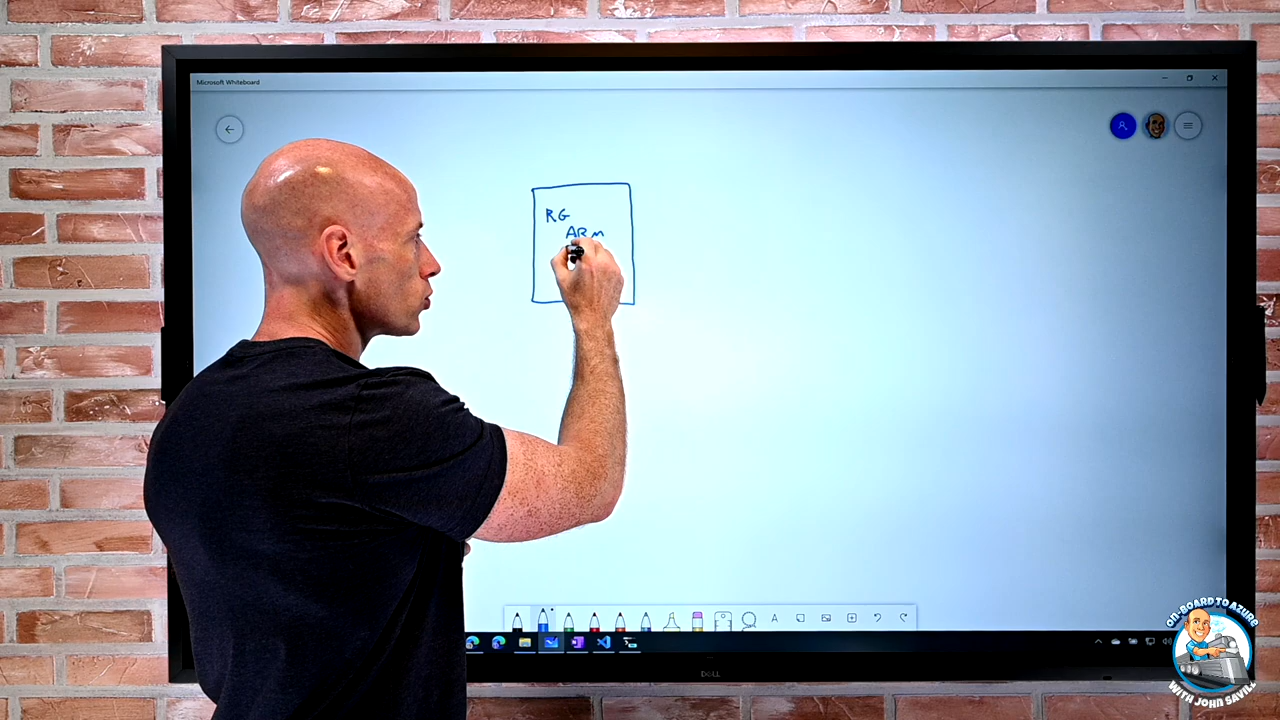 Microsoft Whiteboard
RG
ARM
A
DELL
ON-BOARD TO AZURE
WITH JOHN SAVILL